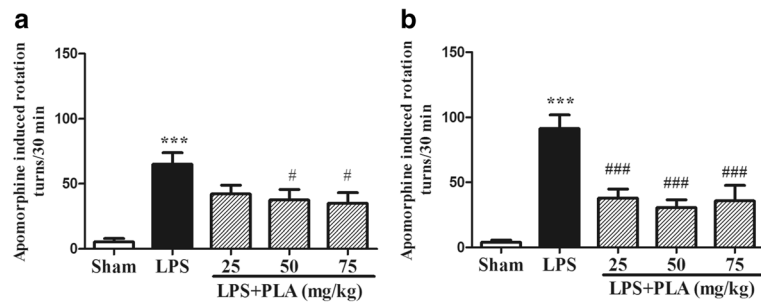 a
Apomorphine induced rotation
turns/30 min
150
100
50
0
***
#
#
Sham
LPS
25
50
75
LPS+PLA (mg/kg)
b
Apomorphine induced rotation
turns/30 min
150
100
50
0
***
###
###
###
Sham
LPS
25
50
75
LPS+PLA (mg/kg)